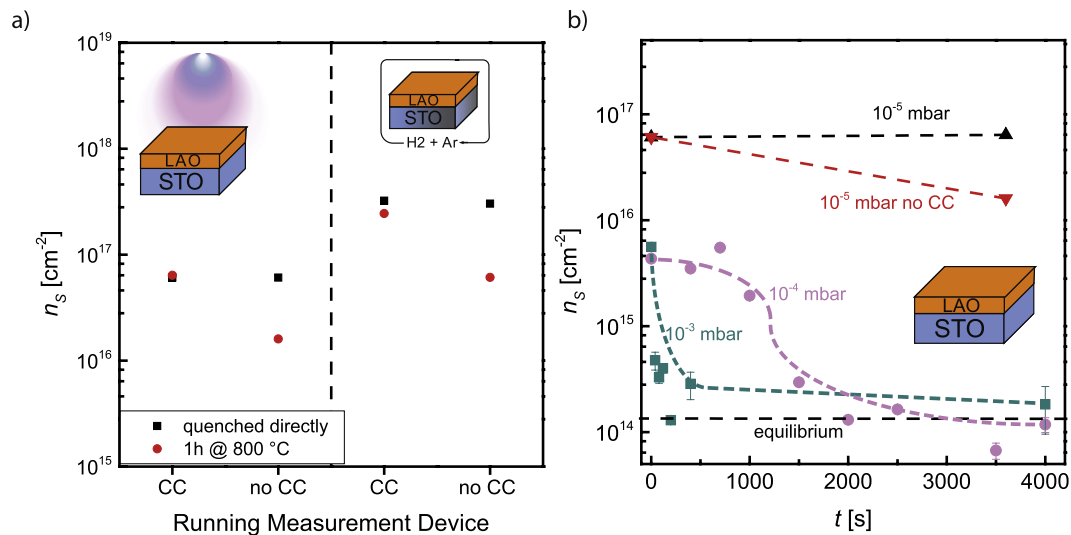 a)
10^19
10^18
10^17
10^16
10^15
n_s [cm^-2]
LAO
STO
LAO
STO
H2 + Ar
quenched directly
1h @ 800 °C
CC
no CC
CC
no CC
Running Measurement Device
b)
10^17
10^16
10^15
10^14
n_s [cm^-2]
10^-5 mbar
10^-5 mbar no CC
10^-4 mbar
10^-3 mbar
LAO
STO
equilibrium
0
1000
2000
3000
4000
t [s]